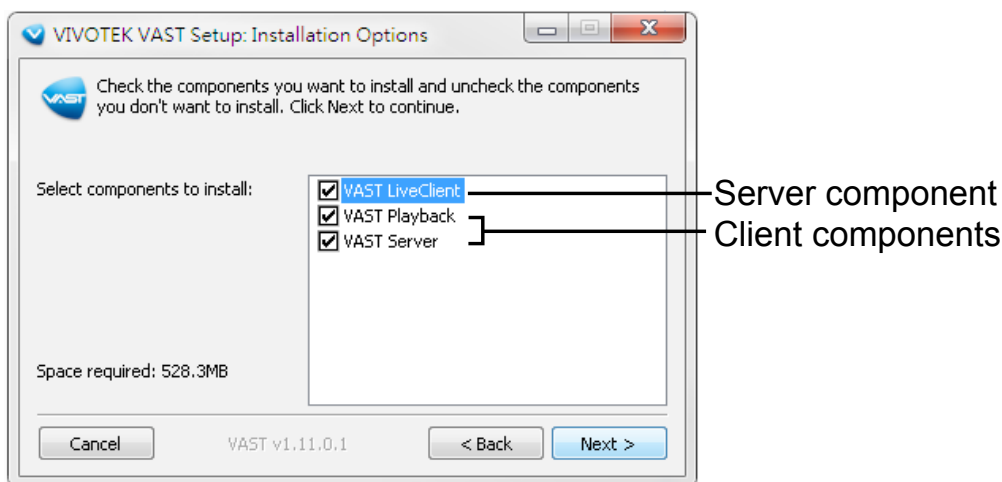 VIVOTEK VAST Setup: Installation Options
VAST
Check the components you want to install and uncheck the components
you don't want to install. Click Next to continue.
Select components to install:
VAST LiveClient
VAST Playback
VAST Server
Server component
Client components
Space required: 528.3MB
Cancel
VAST v1.11.0.1
< Back
Next >